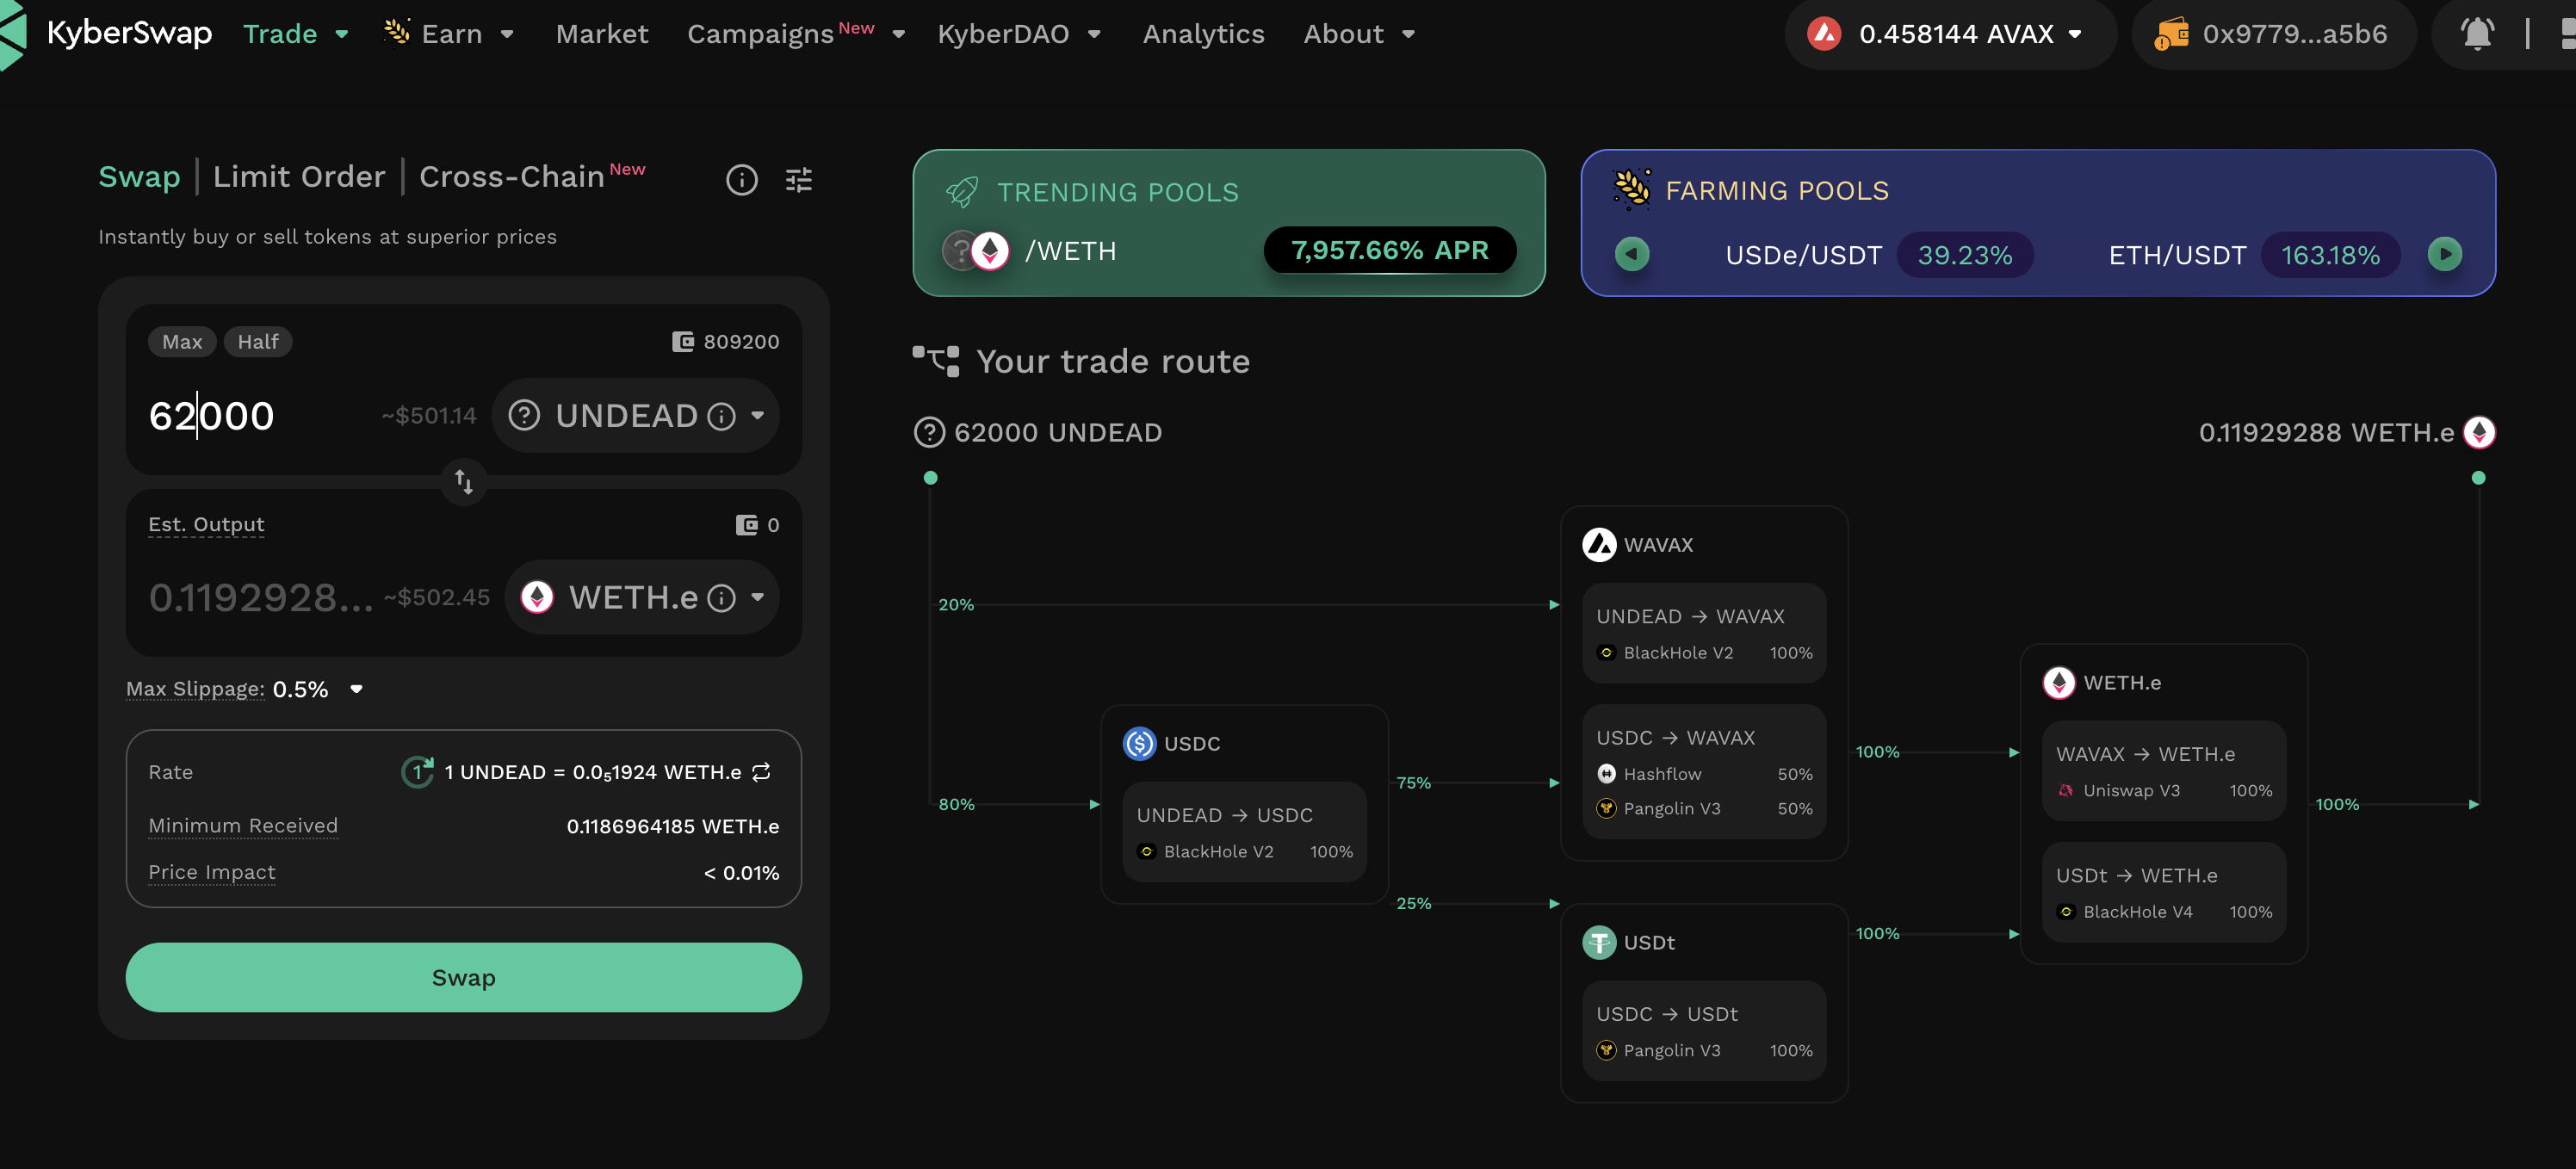 KyberSwap Trade Earn Market Campaigns New KyberDAO Analytics About 0.458144 AVAX 0x9779...a5b6
Swap | Limit Order | Cross-Chain New
Instantly buy or sell tokens at superior prices
Max Half 809200
62000 ~$501.14 UNDEAD
Est. Output 0
0.1192928... ~$502.45 WETH.e
Max Slippage: 0.5%
Rate 1 1 UNDEAD = 0.0₅1924 WETH.e
Minimum Received 0.1186964185 WETH.e
Price Impact < 0.01%
Swap
TRENDING POOLS
? /WETH 7,957.66% APR
FARMING POOLS
USDe/USDT 39.23% ETH/USDT 163.18%
Your trade route
62000 UNDEAD 0.11929288 WETH.e
20%
80%
USDC
UNDEAD → USDC
BlackHole V2 100%
75%
25%
WAVAX
UNDEAD → WAVAX
BlackHole V2 100%
USDC → WAVAX
Hashflow 50%
Pangolin V3 50%
USDt
USDC → USDt
Pangolin V3 100%
100%
100%
WETH.e
WAVAX → WETH.e
Uniswap V3 100%
USDt → WETH.e
BlackHole V4 100%
100%